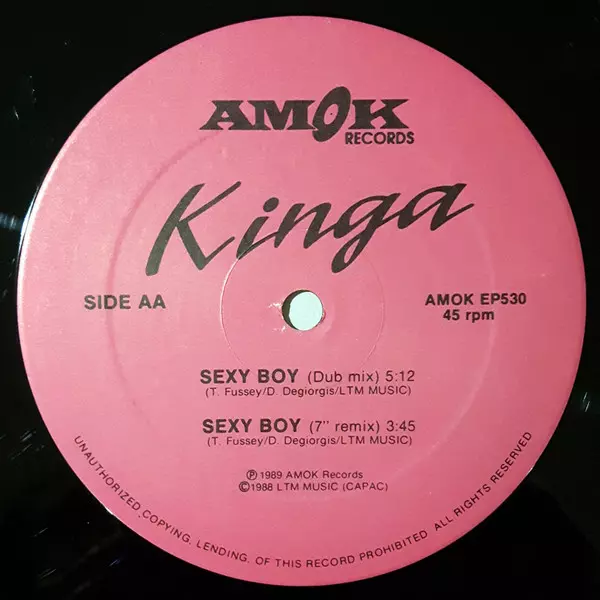 AMOK
RECORDS
Kinga
SIDE AA
AMOK EP530
45 rpm
SEXY BOY (Dub mix) 5:12
(T. Fussey/D. Degiorgis/LTM MUSIC)
SEXY BOY (7" remix) 3:45
(T. Fussey/D. Degiorgis/LTM MUSIC)
℗ 1989 AMOK Records
©1988 LTM MUSIC (CAPAC)
UNAUTHORIZED COPYING, LENDING, OF THIS RECORD PROHIBITED ALL RIGHTS RESERVED